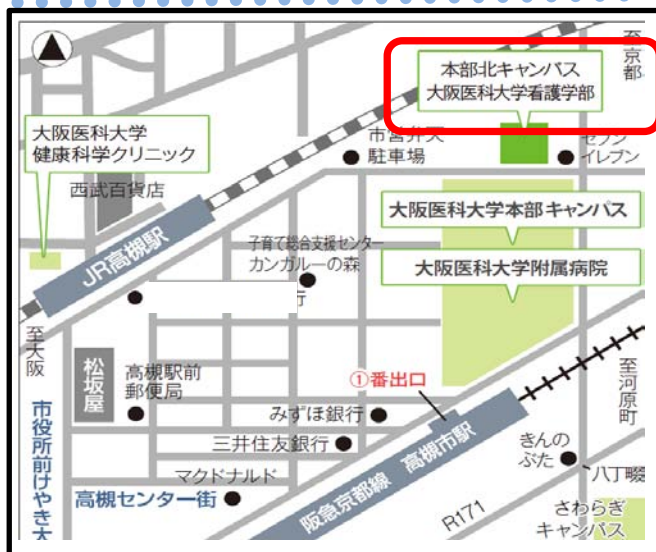 至京都
本部北キャンパス
大阪医科大学看護学部
大阪医科大学
健康科学クリニック
市営弁天
駐車場
セブン
イレブン
西武百貨店
大阪医科大学本部キャンパス
JR高槻駅
子育て総合支援センター
カンガルーの森
大阪医科大学附属病院
行
至大阪
松坂屋
高槻駅前
郵便局
①番出口
至河原町
みずほ銀行
三井住友銀行
阪急京都線 高槻市駅
きんの
ぶた
マクドナルド
八丁畷
高槻センター街
市役所前けやき大
R171
さわらぎ
キャンパス